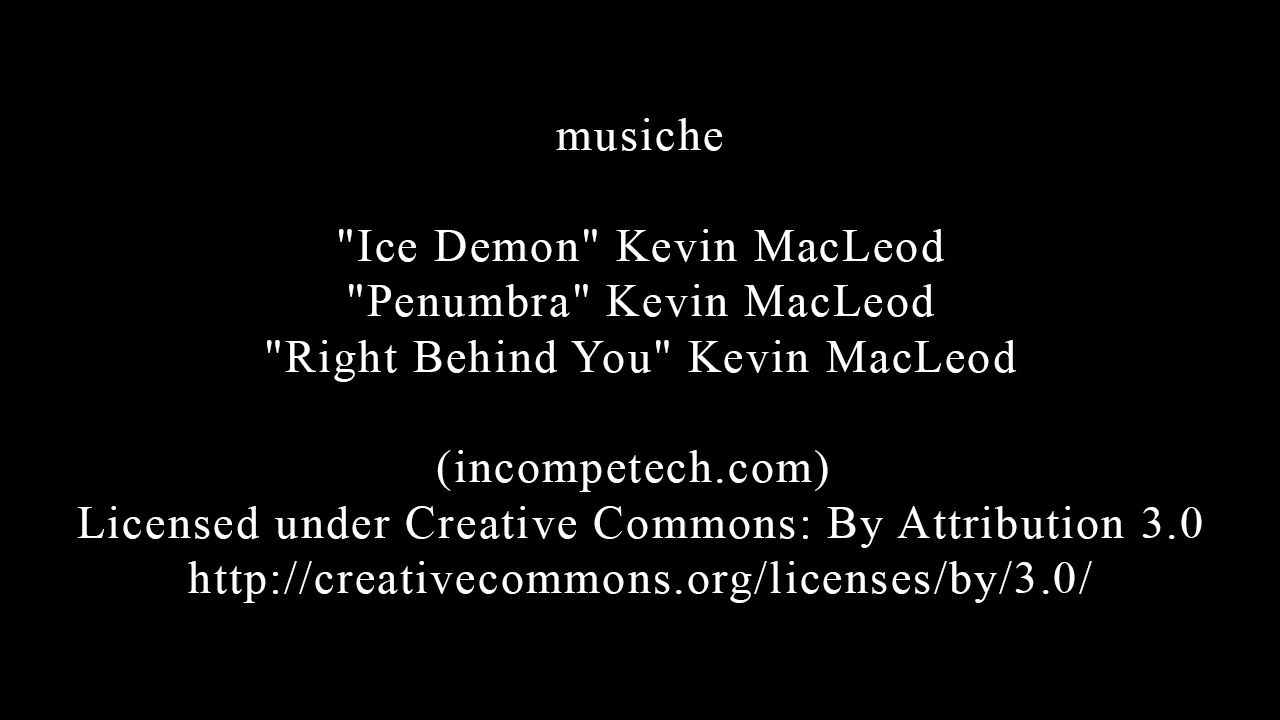 musiche
"Ice Demon" Kevin MacLeod
"Penumbra" Kevin MacLeod
"Right Behind You" Kevin MacLeod
(incompetech.com)
Licensed under Creative Commons: By Attribution 3.0
http://creativecommons.org/licenses/by/3.0/